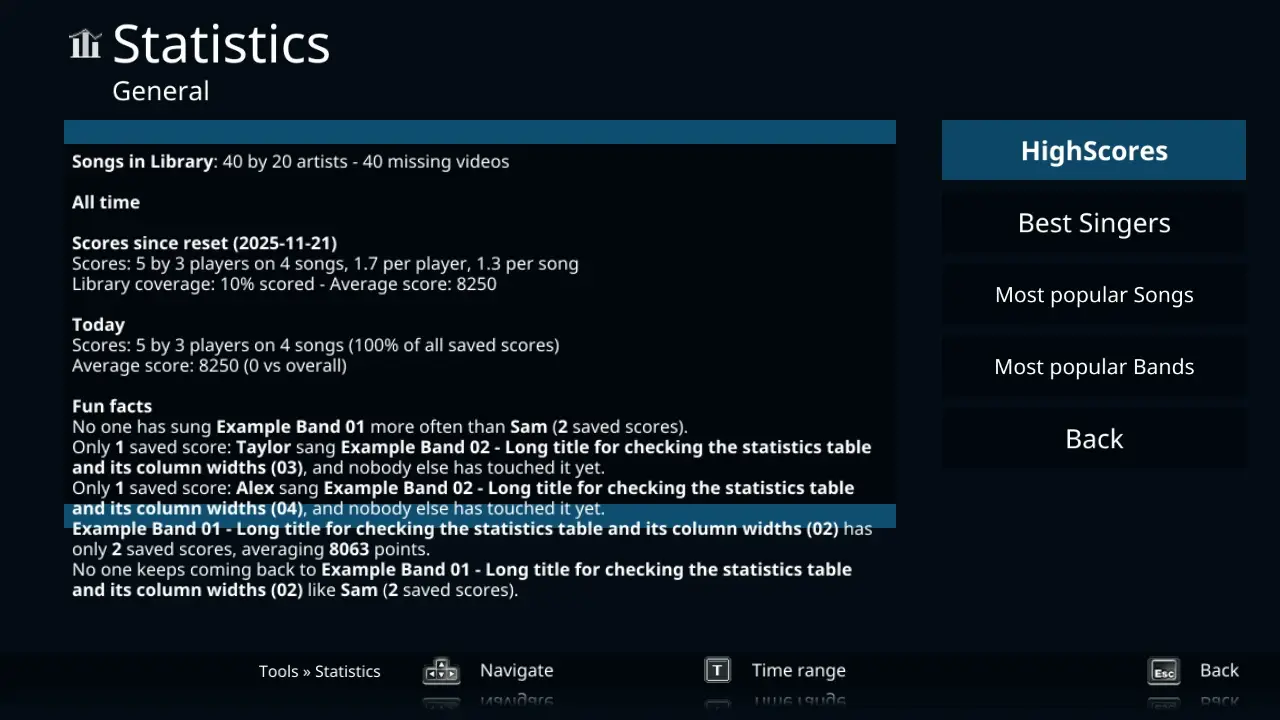 Statistics
General
Songs in Library: 40 by 20 artists - 40 missing videos
All time
Scores since reset (2025-11-21)
Scores: 5 by 3 players on 4 songs, 1.7 per player, 1.3 per song
Library coverage: 10% scored - Average score: 8250
Today
Scores: 5 by 3 players on 4 songs (100% of all saved scores)
Average score: 8250 (0 vs overall)
Fun facts
No one has sung Example Band 01 more often than Sam (2 saved scores).
Only 1 saved score: Taylor sang Example Band 02 - Long title for checking the statistics table
and its column widths (03), and nobody else has touched it yet.
Only 1 saved score: Alex sang Example Band 02 - Long title for checking the statistics table
and its column widths (04), and nobody else has touched it yet.
Example Band 01 - Long title for checking the statistics table and its column widths (02) has
only 2 saved scores, averaging 8063 points.
No one keeps coming back to Example Band 01 - Long title for checking the statistics table
and its column widths (02) like Sam (2 saved scores).
HighScores
Best Singers
Most popular Songs
Most popular Bands
Back
Tools » Statistics
Navigate
T
Time range
Esc
Back